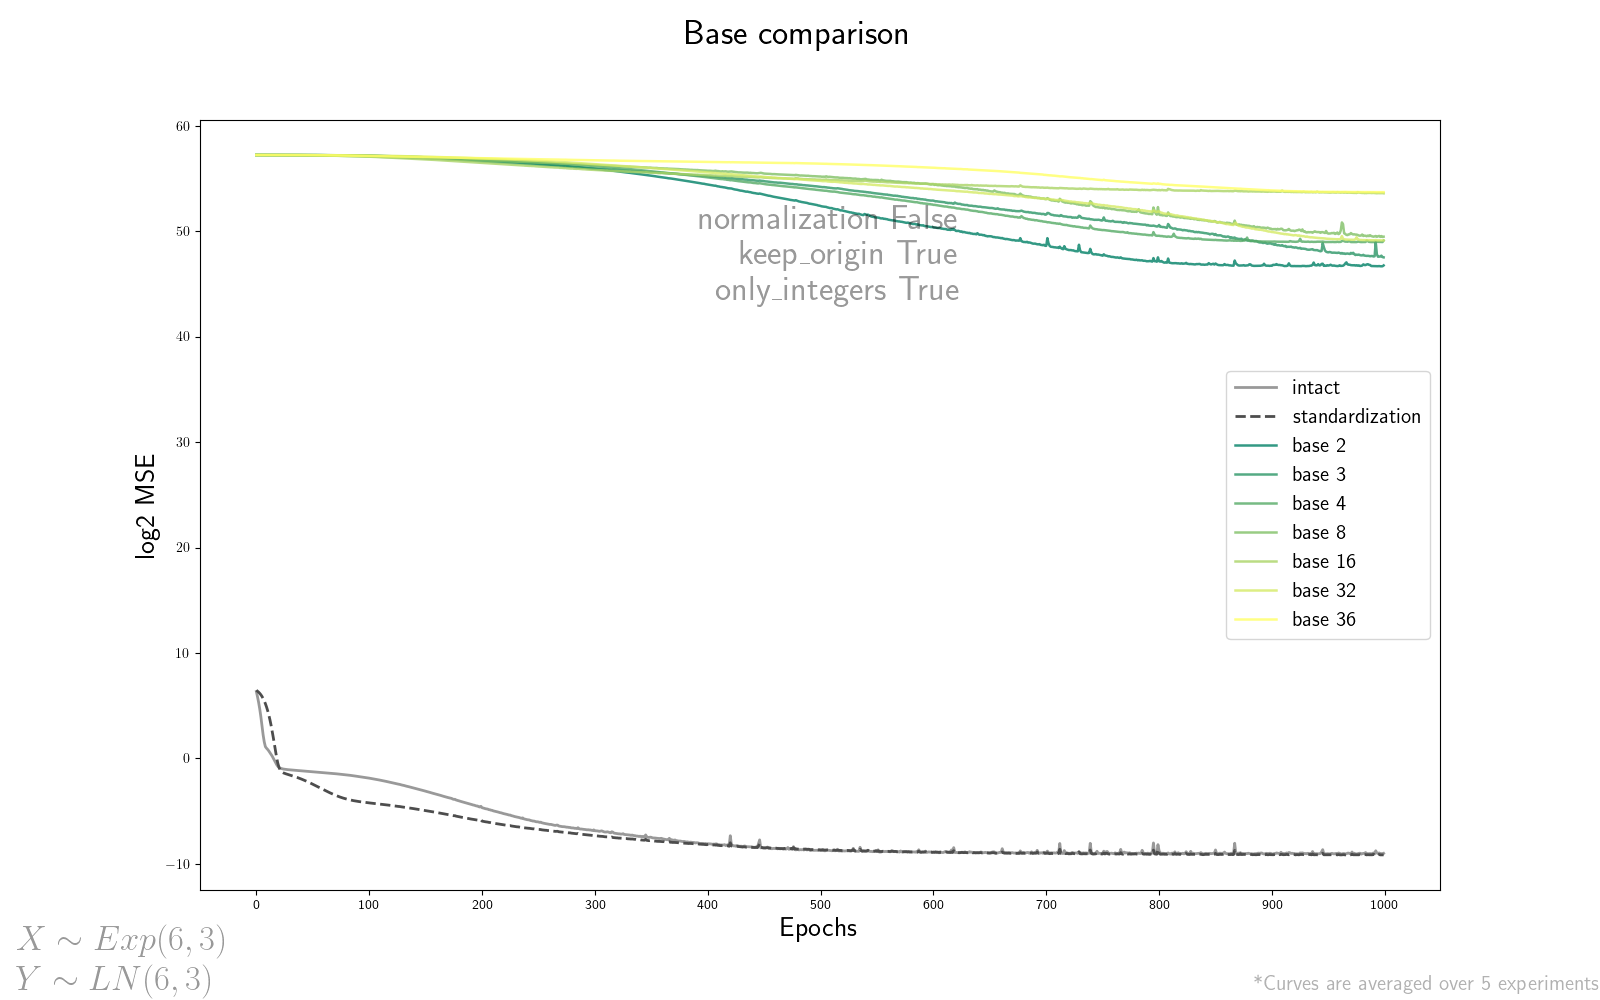 Base comparison
60
50
40
30
20
10
0
−10
log2 MSE
normalization False
keep_origin True
only_integers True
intact
standardization
base 2
base 3
base 4
base 8
base 16
base 32
base 36
0 100 200 300 400 500 600 700 800 900 1000
Epochs
X ∼ Exp(6, 3)
Y ∼ LN(6, 3)
*Curves are averaged over 5 experiments